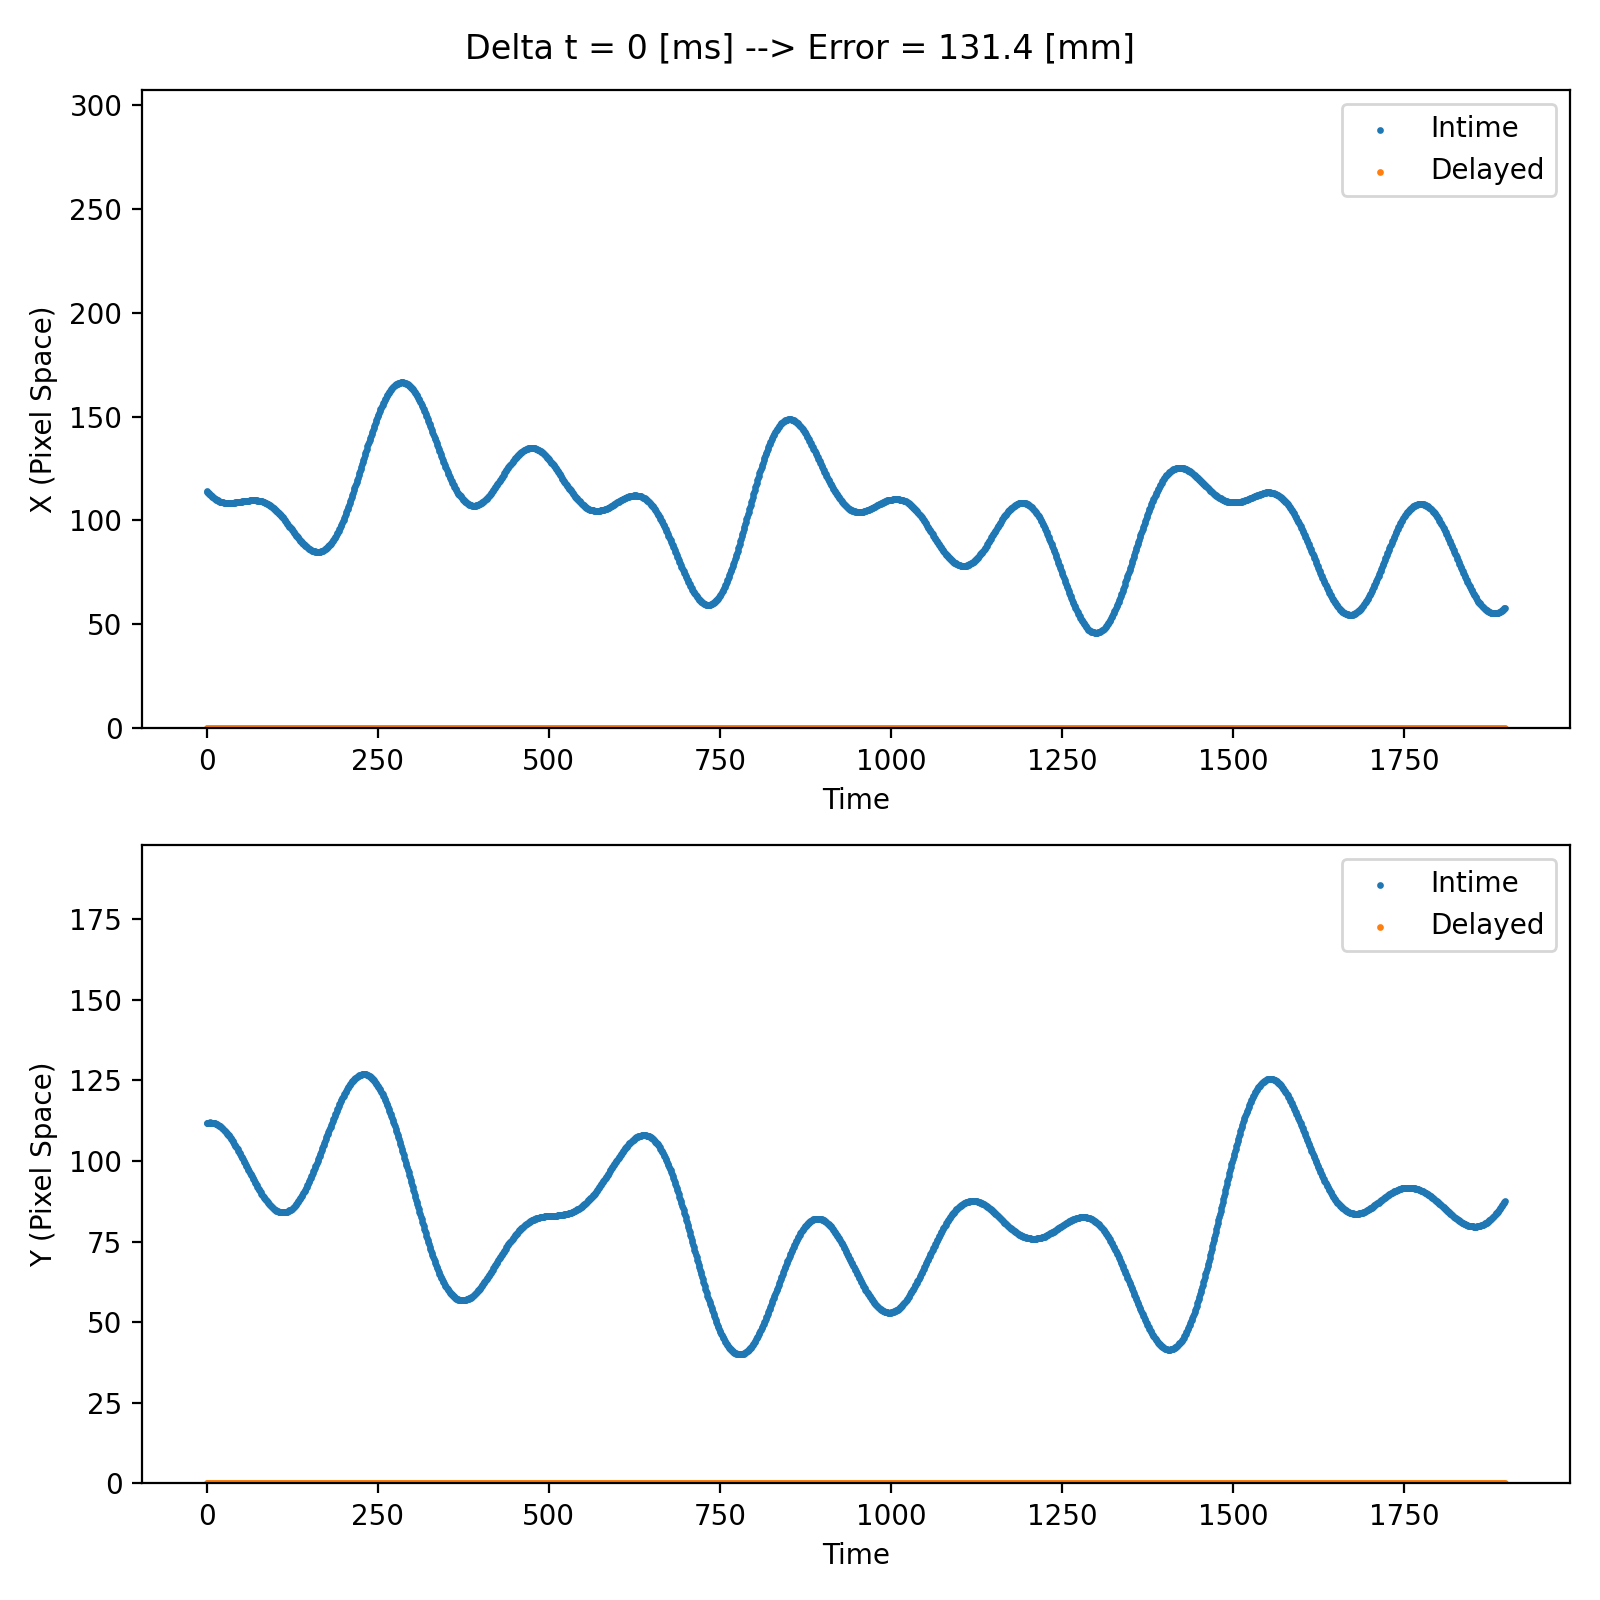 Delta t = 0 [ms] --> Error = 131.4 [mm]
300
250
200
150
100
50
0
X (Pixel Space)
Intime
Delayed
0 250 500 750 1000 1250 1500 1750
Time
175
150
125
100
75
50
25
0
Y (Pixel Space)
Intime
Delayed
0 250 500 750 1000 1250 1500 1750
Time